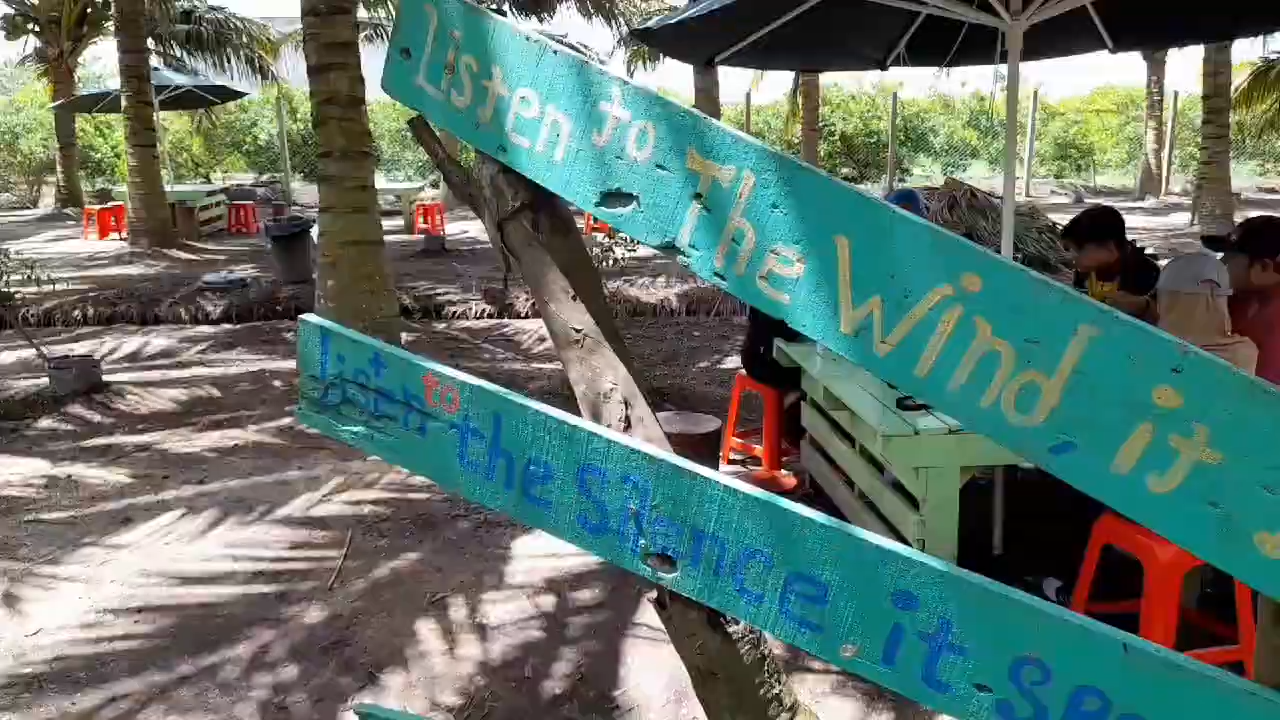 Listen to The Wind, it
Listen to the Silence, it